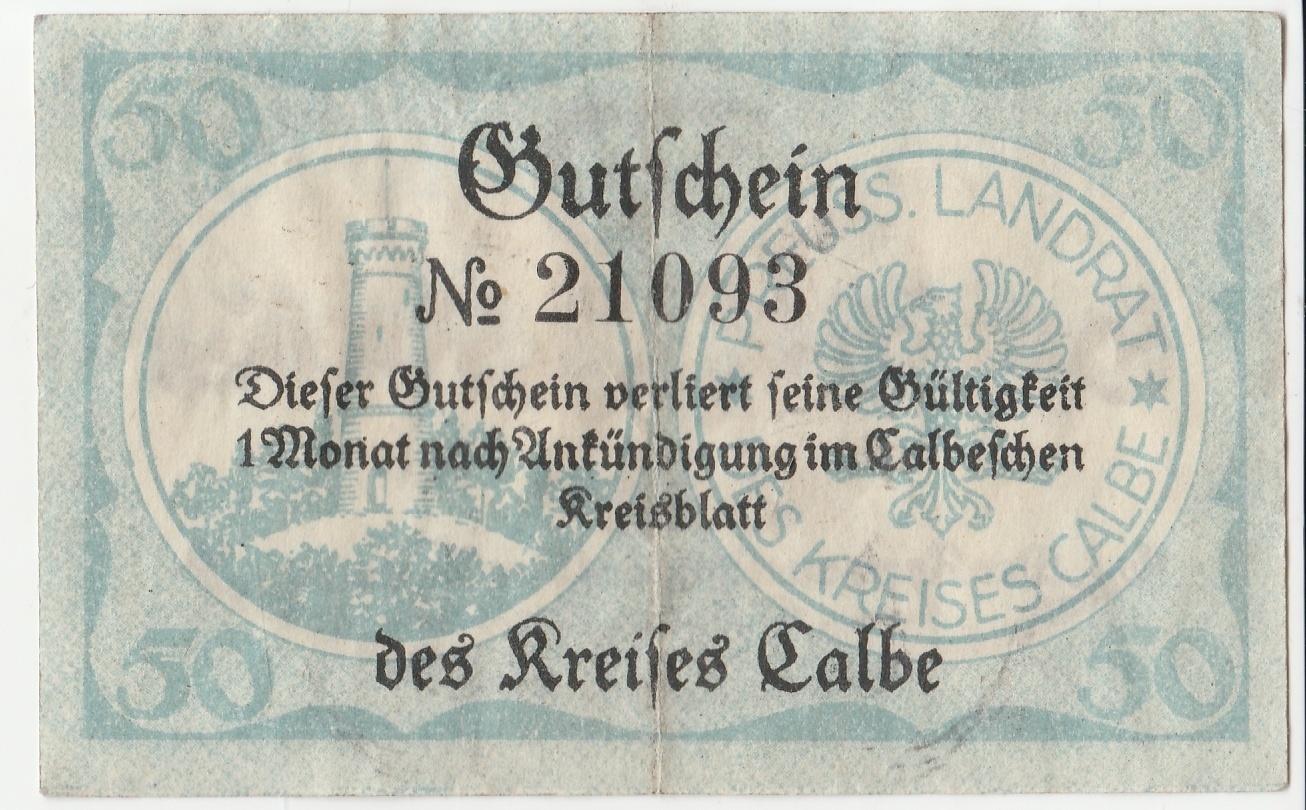 50 50
Gutschein
№ 21093
Dieser Gutschein verliert seine Gültigkeit
1 Monat nach Ankündigung im Calbeschen
Kreisblatt
des Kreises Calbe
50 50
PREUSS. LANDRAT
DES KREISES CALBE